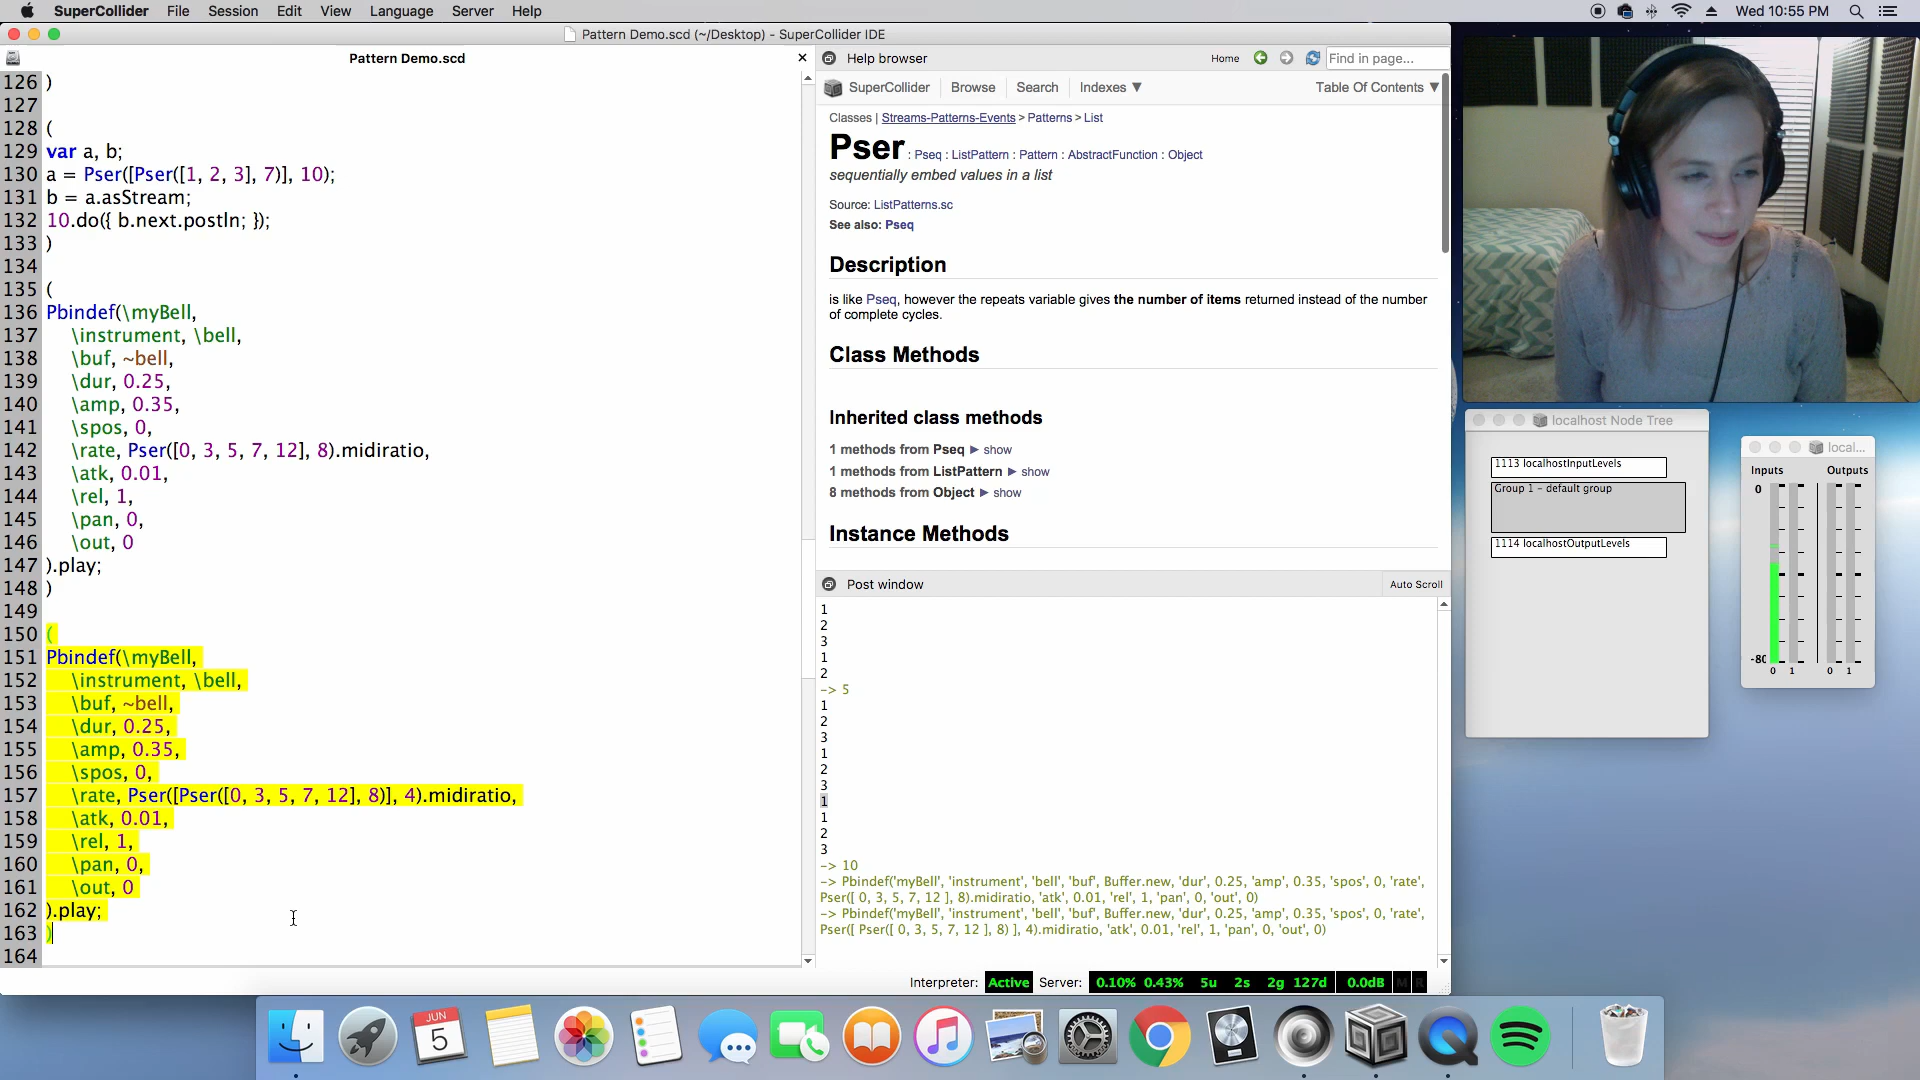 SuperCollider File Session Edit View Language Server Help
Wed 10:55 PM
Pattern Demo.scd (~/Desktop) - SuperCollider IDE
Pattern Demo.scd
126 )
127
128 (
129 var a, b;
130 a = Pser([Pser([1, 2, 3], 7)], 10);
131 b = a.asStream;
132 10.do({ b.next.postln; });
133 )
134
135 (
136 Pbindef(\myBell,
137 \instrument, \bell,
138 \buf, ~bell,
139 \dur, 0.25,
140 \amp, 0.35,
141 \spos, 0,
142 \rate, Pser([0, 3, 5, 7, 12], 8).midiratio,
143 \atk, 0.01,
144 \rel, 1,
145 \pan, 0,
146 \out, 0
147 ).play;
148 )
149
150 (
151 Pbindef(\myBell,
152 \instrument, \bell,
153 \buf, ~bell,
154 \dur, 0.25,
155 \amp, 0.35,
156 \spos, 0,
157 \rate, Pser([Pser([0, 3, 5, 7, 12], 8)], 4).midiratio,
158 \atk, 0.01,
159 \rel, 1,
160 \pan, 0,
161 \out, 0
162 ).play;
163 )
164
Help browser
Home
Find in page...
SuperCollider Browse Search Indexes ▼ Table Of Contents ▼
Classes | Streams-Patterns-Events > Patterns > List
Pser : Pseq : ListPattern : Pattern : AbstractFunction : Object
sequentially embed values in a list
Source: ListPatterns.sc
See also: Pseq
Description
is like Pseq, however the repeats variable gives the number of items returned instead of the number
of complete cycles.
Class Methods
Inherited class methods
1 methods from Pseq ► show
1 methods from ListPattern ► show
8 methods from Object ► show
Instance Methods
Post window
Auto Scroll
1
2
3
1
2
-> 5
1
2
3
1
2
3
1
1
2
3
-> 10
-> Pbindef('myBell', 'instrument', 'bell', 'buf', Buffer.new, 'dur', 0.25, 'amp', 0.35, 'spos', 0, 'rate',
Pser([ 0, 3, 5, 7, 12 ], 8).midiratio, 'atk', 0.01, 'rel', 1, 'pan', 0, 'out', 0)
-> Pbindef('myBell', 'instrument', 'bell', 'buf', Buffer.new, 'dur', 0.25, 'amp', 0.35, 'spos', 0, 'rate',
Pser([ Pser([ 0, 3, 5, 7, 12 ], 8) ], 4).midiratio, 'atk', 0.01, 'rel', 1, 'pan', 0, 'out', 0)
Interpreter: Active Server: 0.10% 0.43% 5u 2s 2g 127d 0.0dB M R
localhost Node Tree
1113 localhostInputLevels
Group 1 - default group
1114 localhostOutputLevels
local...
Inputs Outputs
0
-80
0 1 0 1
JUN
5